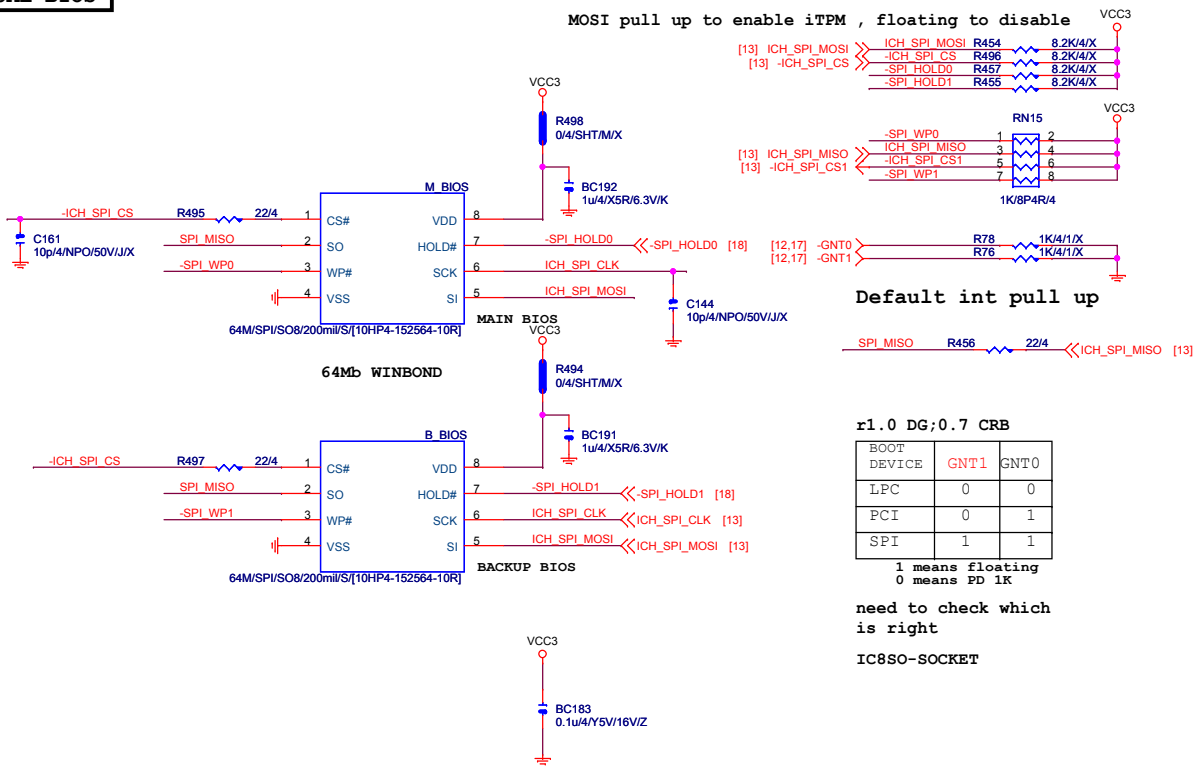 MOSI pull up to enable iTPM , floating to disable
VCC3
[13] ICH_SPI_MOSI
[13] -ICH_SPI_CS
ICH_SPI_MOSI R454 8.2K/4/X
-ICH_SPI_CS R496 8.2K/4/X
-SPI_HOLD0 R457 8.2K/4/X
-SPI_HOLD1 R455 8.2K/4/X
VCC3
RN15
[13] ICH_SPI_MISO
[13] -ICH_SPI_CS1
-SPI_WP0 1 2
ICH_SPI_MISO 3 4
-ICH_SPI_CS1 5 6
-SPI_WP1 7 8
1K/8P4R/4
[12,17] -GNT0 R78 1K/4/1/X
[12,17] -GNT1 R76 1K/4/1/X
Default int pull up
SPI_MISO R456 22/4 ICH_SPI_MISO [13]
VCC3
R498
0/4/SHT/M/X
BC192
1u/4/X5R/6.3V/K
M_BIOS
-ICH_SPI_CS R495 22/4 1 CS# VDD 8
SPI_MISO 2 SO HOLD# 7 -SPI_HOLD0 -SPI_HOLD0 [18]
-SPI_WP0 3 WP# SCK 6 ICH_SPI_CLK
4 VSS SI 5 ICH_SPI_MOSI
C161
10p/4/NPO/50V/J/X
C144
10p/4/NPO/50V/J/X
MAIN BIOS
64M/SPI/SO8/200mil/S/[10HP4-152564-10R]
64Mb WINBOND
VCC3
R494
0/4/SHT/M/X
BC191
1u/4/X5R/6.3V/K
B_BIOS
-ICH_SPI_CS R497 22/4 1 CS# VDD 8
SPI_MISO 2 SO HOLD# 7 -SPI_HOLD1 -SPI_HOLD1 [18]
-SPI_WP1 3 WP# SCK 6 ICH_SPI_CLK ICH_SPI_CLK [13]
4 VSS SI 5 ICH_SPI_MOSI ICH_SPI_MOSI [13]
BACKUP BIOS
64M/SPI/SO8/200mil/S/[10HP4-152564-10R]
r1.0 DG;0.7 CRB
BOOT DEVICE GNT1 GNT0
LPC 0 0
PCI 0 1
SPI 1 1
1 means floating
0 means PD 1K
need to check which
is right
IC8SO-SOCKET
VCC3
BC183
0.1u/4/Y5V/16V/Z